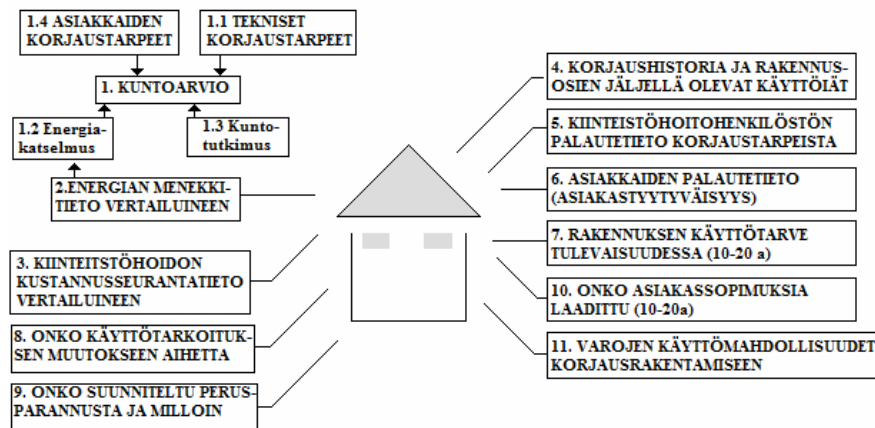 1.4 ASIAKKAIDEN
KORJAUSTARPEET
1.1 TEKNISET
KORJAUSTARPEET
1. KUNTOARVIO
1.2 Energia-
katselmus
1.3 Kunto-
tutkimus
2.ENERGIAN MENEKKI-
TIETO VERTAILUINEEN
3. KIINTEITSTÖHOIDON
KUSTANNUSSEURANTATIETO
VERTAILUINEEN
8. ONKO KÄYTTÖTARKOITUK-
SEN MUUTOKSEEN AIHETTA
9. ONKO SUUNNITELTU PERUS-
PARANNUSTA JA MILLOIN
4. KORJAUSHISTORIA JA RAKENNUS-
OSIEN JÄLJELLÄ OLEVAT KÄYTTÖIÄT
5. KIINTEISTÖHOITOHENKILÖSTÖN
PALAUTETIETO KORJAUSTARPEISTA
6. ASIAKKAIDEN PALAUTETIETO
(ASIAKASTYYTYVÄISYYS)
7. RAKENNUKSEN KÄYTTÖTARVE
TULEVAISUUDESSA (10-20 a)
10. ONKO ASIAKASSOPIMUKSIA
LAADITTU (10-20a)
11. VAROJEN KÄYTTÖMAHDOLLISUUDET
KORJAUSRAKENTAMISEEN